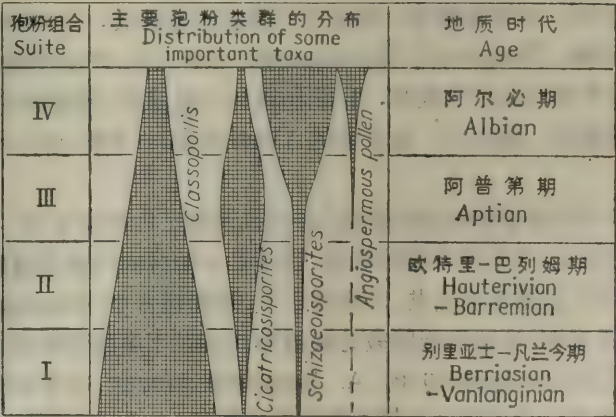 孢粉组合
Suite
主要孢粉类群的分布
Distribution of some
important taxa
地质时代
Age
IV
阿尔必期
Albian
III
阿普第期
Aptian
II
欧特里-巴列姆期
Hauterivian
-Barremian
I
别里亚士-凡兰今期
Berriasian
-Vanlanginian
Classopollis
Cicatricosisporites
Schizaeoisporites
Angiospermous pollen